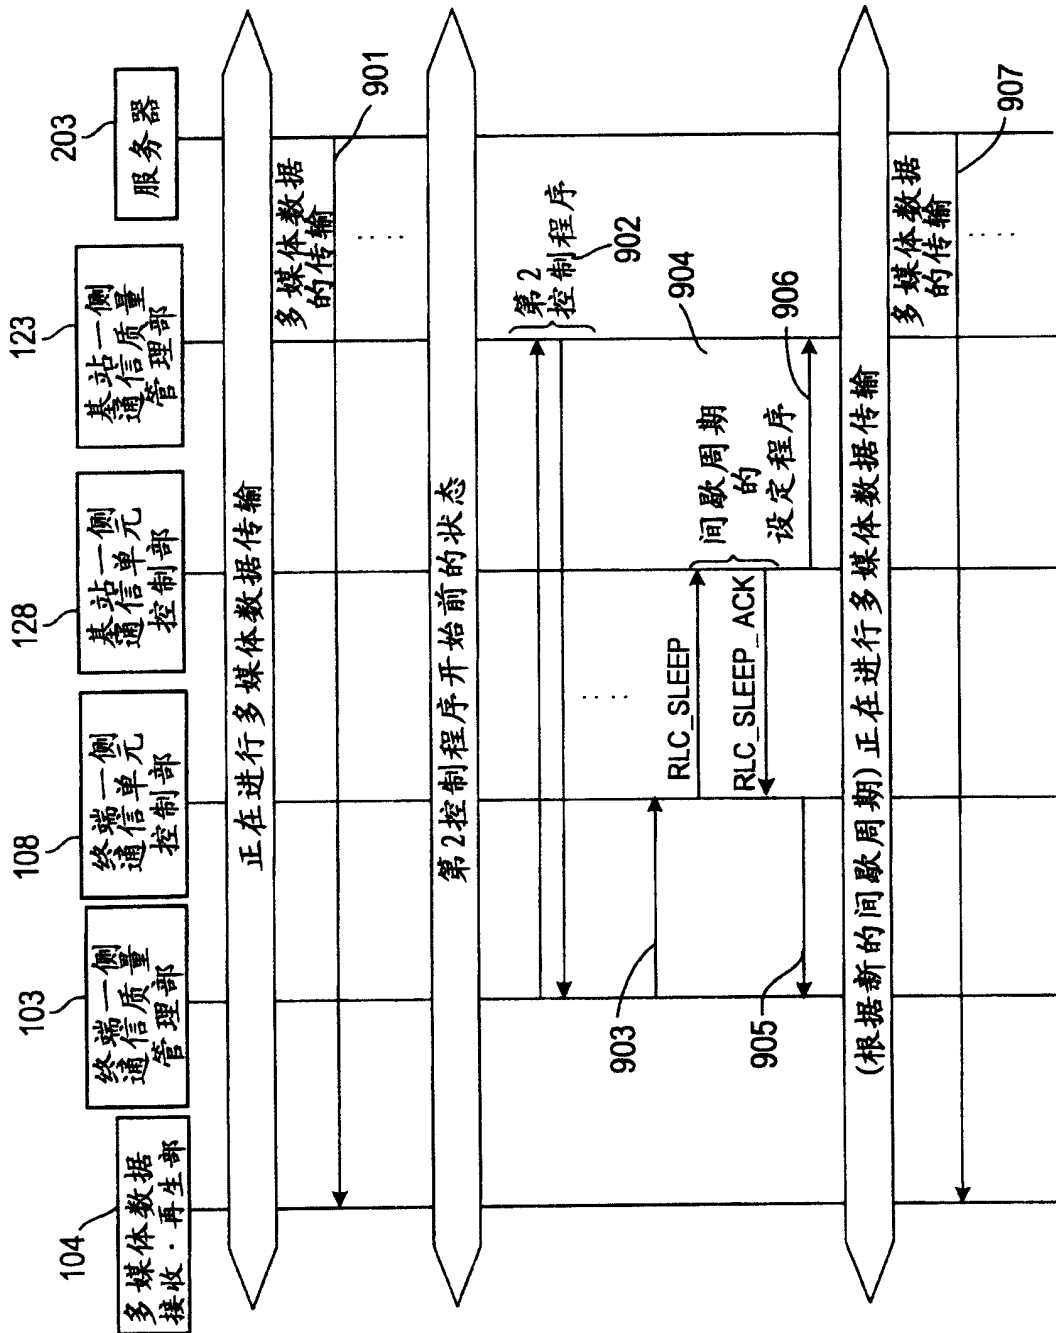 104
多媒体数据
接收·再生部
103
终端一侧
通信质量
管理部
108
终端一侧
通信单元
控制部
128
基站一侧
通信单元
控制部
123
基站一侧
通信质量
管理部
203
服务器
正在进行多媒体数据传输
多媒体数据
的传输
901
第2控制程序开始前的状态
第2
控制程序
902
903
RLC_SLEEP
RLC_SLEEP_ACK
间歇周期
的
设定程序
904
905
906
(根据新的间歇周期)正在进行多媒体数据传输
多媒体数据
的传输
907